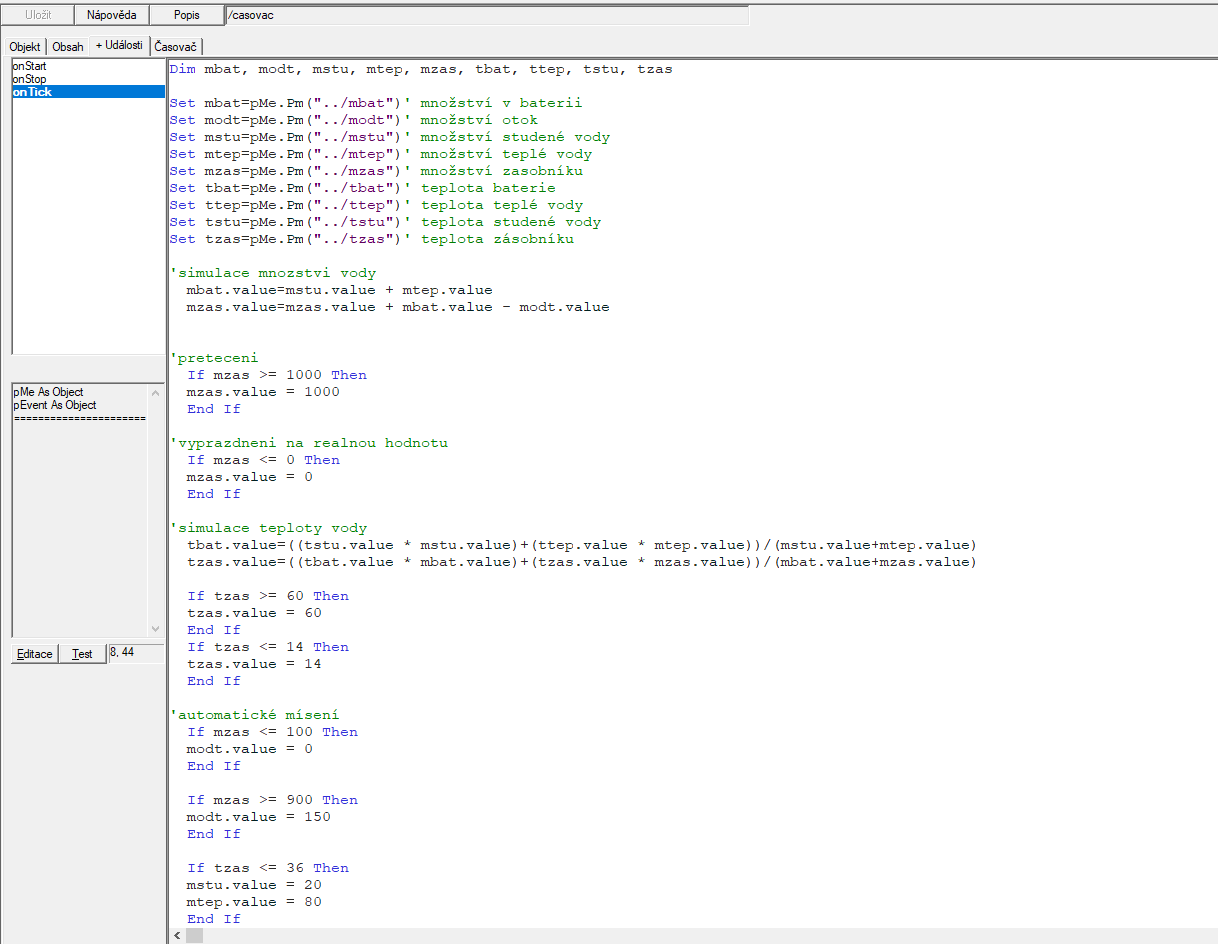 Uložit Nápověda Popis /casovac
Objekt Obsah + Události Časovač
onStart
onStop
onTick
pMe As Object
pEvent As Object
======================
Editace Test 8, 44
Dim mbat, modt, mstu, mtep, mzas, tbat, ttep, tstu, tzas
Set mbat=pMe.Pm("../mbat")' množství v baterii
Set modt=pMe.Pm("../modt")' množství otok
Set mstu=pMe.Pm("../mstu")' množství studené vody
Set mtep=pMe.Pm("../mtep")' množství teplé vody
Set mzas=pMe.Pm("../mzas")' množství zasobníku
Set tbat=pMe.Pm("../tbat")' teplota baterie
Set ttep=pMe.Pm("../ttep")' teplota teplé vody
Set tstu=pMe.Pm("../tstu")' teplota studené vody
Set tzas=pMe.Pm("../tzas")' teplota zásobníku
'simulace mnozstvi vody
mbat.value=mstu.value + mtep.value
mzas.value=mzas.value + mbat.value - modt.value
'preteceni
If mzas >= 1000 Then
mzas.value = 1000
End If
'vyprazdneni na realnou hodnotu
If mzas <= 0 Then
mzas.value = 0
End If
'simulace teploty vody
tbat.value=((tstu.value * mstu.value)+(ttep.value * mtep.value))/(mstu.value+mtep.value)
tzas.value=((tbat.value * mbat.value)+(tzas.value * mzas.value))/(mbat.value+mzas.value)
If tzas >= 60 Then
tzas.value = 60
End If
If tzas <= 14 Then
tzas.value = 14
End If
'automatické mísení
If mzas <= 100 Then
modt.value = 0
End If
If mzas >= 900 Then
modt.value = 150
End If
If tzas <= 36 Then
mstu.value = 20
mtep.value = 80
End If